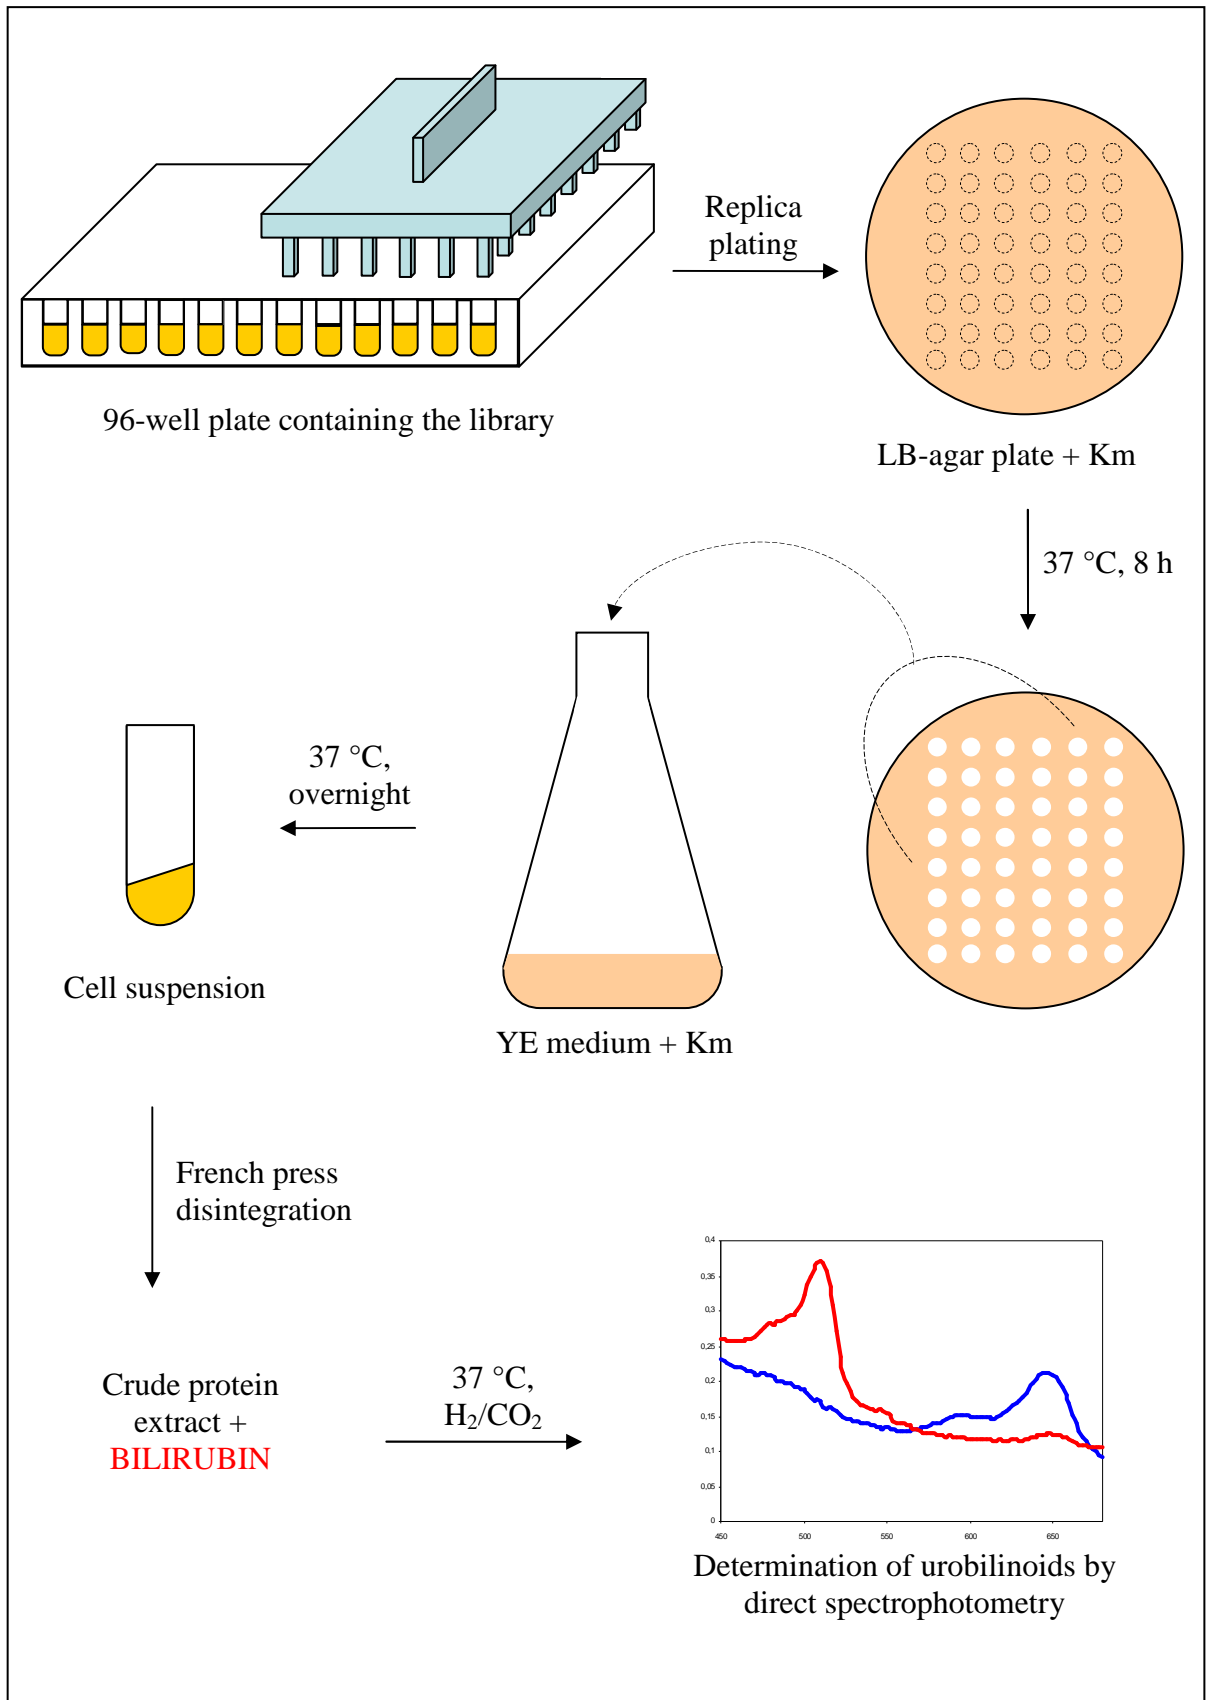 Replica
plating
96-well plate containing the library
LB-agar plate + Km
37 °C, 8 h
37 °C,
overnight
Cell suspension
YE medium + Km
French press
disintegration
Crude protein
extract +
BILIRUBIN
37 °C,
H₂/CO₂
0,4
0,35
0,3
0,25
0,2
0,15
0,1
0,05
0
450 500 550 600 650
Determination of urobilinoids by
direct spectrophotometry